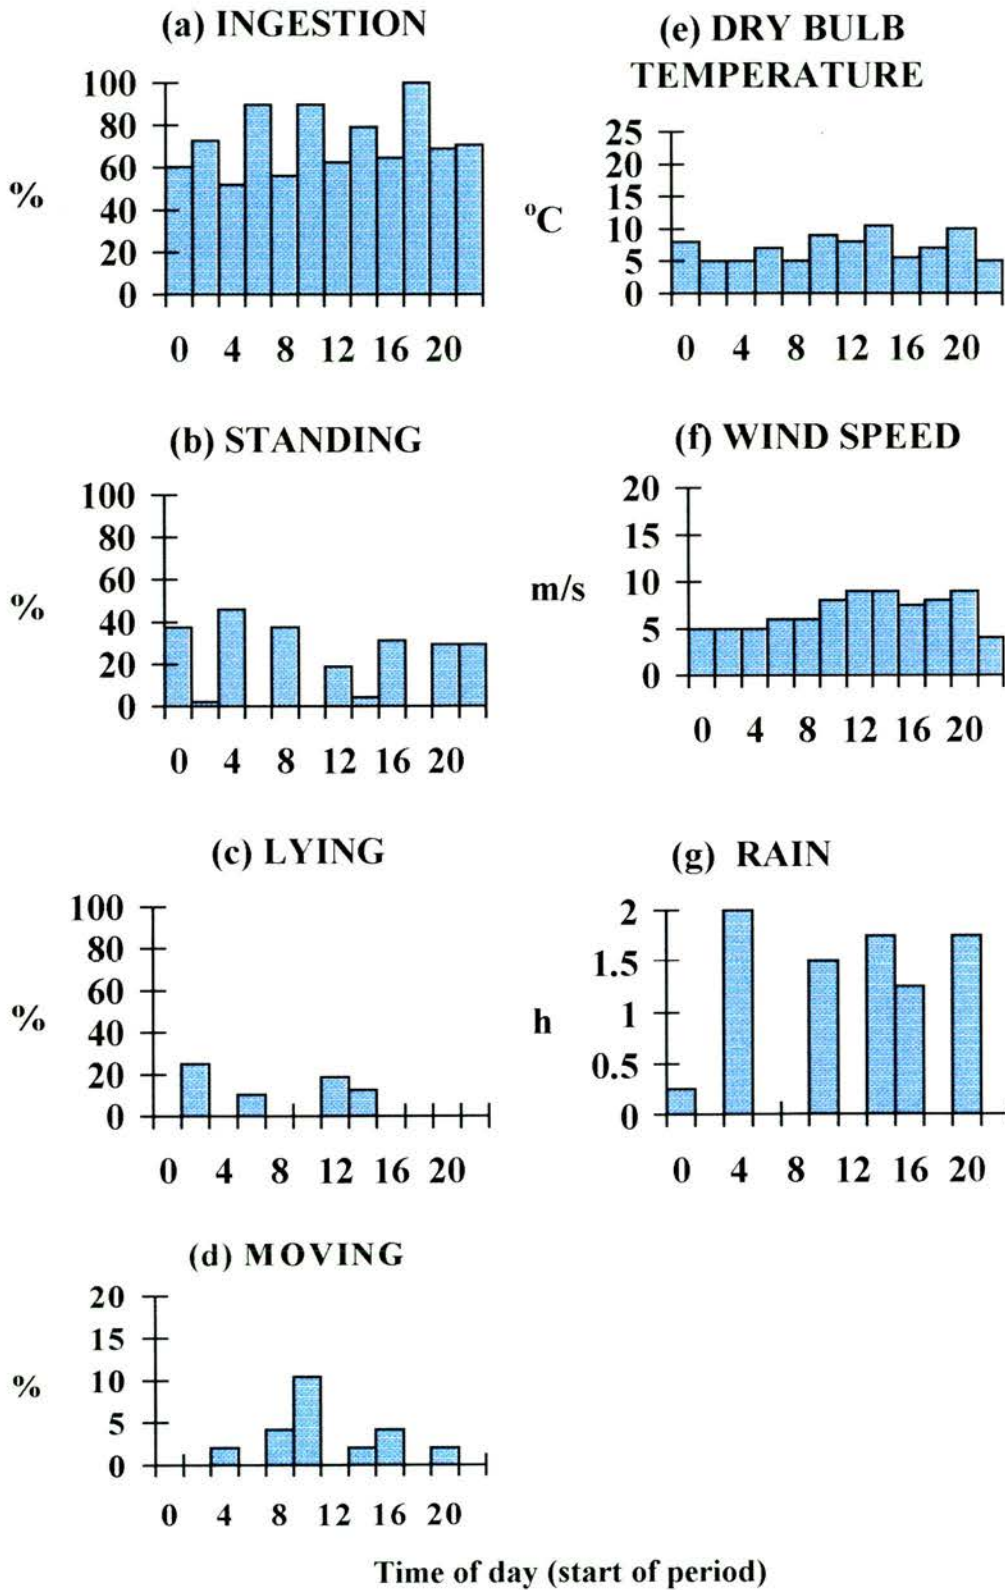 (a) INGESTION
100
80
60
40
20
0
%
0 4 8 12 16 20
(b) STANDING
100
80
60
40
20
0
%
0 4 8 12 16 20
(c) LYING
100
80
60
40
20
0
%
0 4 8 12 16 20
(d) MOVING
20
15
10
5
0
%
0 4 8 12 16 20
(e) DRY BULB
TEMPERATURE
25
20
15
10
5
0
°C
0 4 8 12 16 20
(f) WIND SPEED
20
15
10
5
0
m/s
0 4 8 12 16 20
(g) RAIN
2
1.5
1
0.5
0
h
0 4 8 12 16 20
Time of day (start of period)